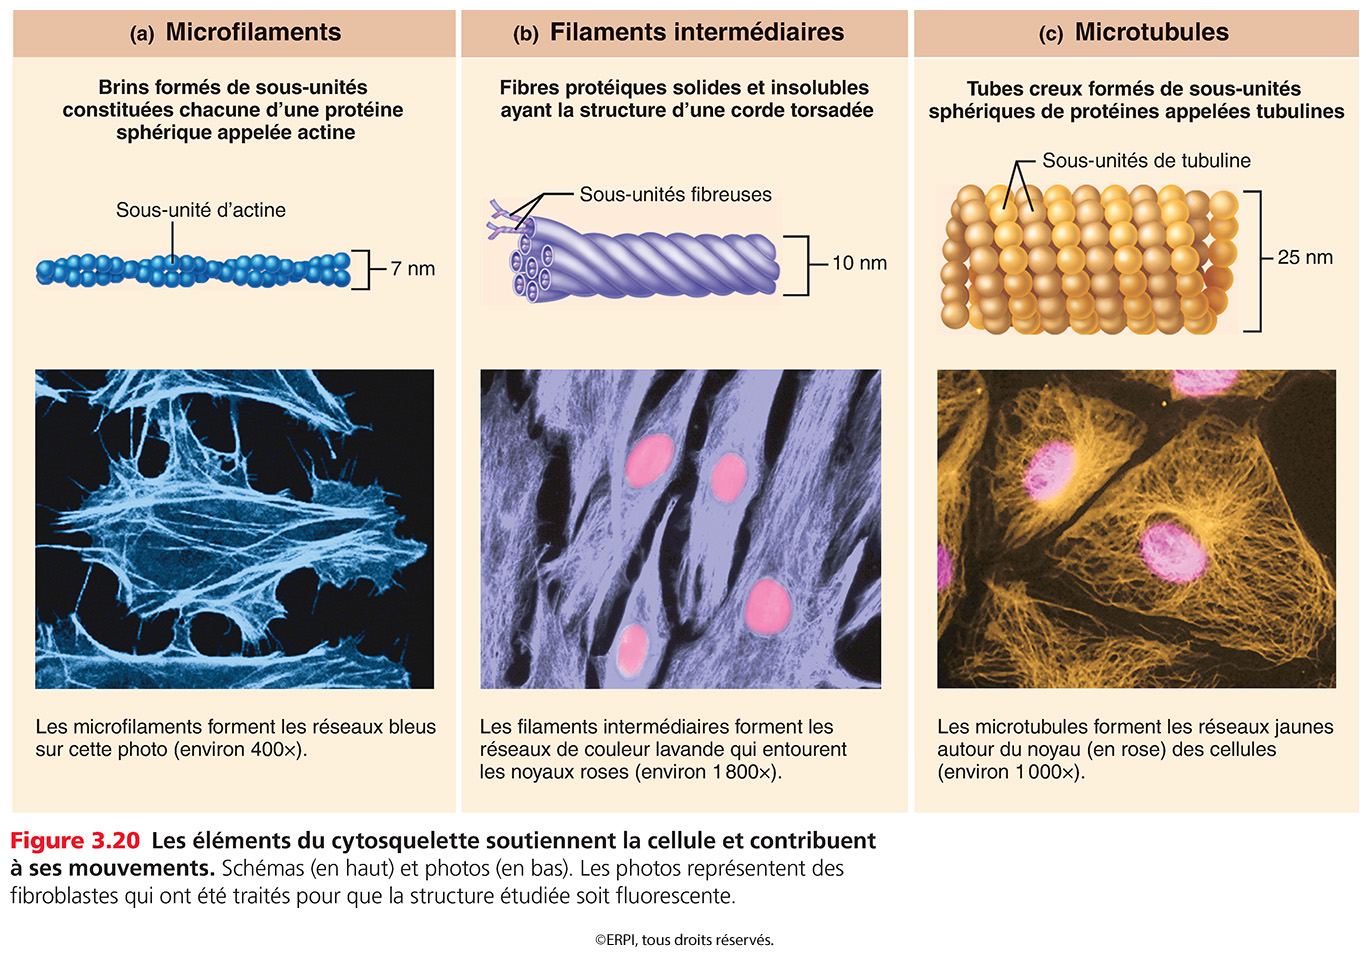 (a) Microfilaments
Brins formés de sous-unités
constituées chacune d'une protéine
sphérique appelée actine
Sous-unité d'actine
7 nm
Les microfilaments forment les réseaux bleus
sur cette photo (environ 400×).
(b) Filaments intermédiaires
Fibres protéiques solides et insolubles
ayant la structure d'une corde torsadée
Sous-unités fibreuses
10 nm
Les filaments intermédiaires forment les
réseaux de couleur lavande qui entourent
les noyaux roses (environ 1 800×).
(c) Microtubules
Tubes creux formés de sous-unités
sphériques de protéines appelées tubulines
Sous-unités de tubuline
25 nm
Les microtubules forment les réseaux jaunes
autour du noyau (en rose) des cellules
(environ 1 000×).
Figure 3.20 Les éléments du cytosquelette soutiennent la cellule et contribuent
à ses mouvements. Schémas (en haut) et photos (en bas). Les photos représentent des
fibroblastes qui ont été traités pour que la structure étudiée soit fluorescente.
©ERPI, tous droits réservés.